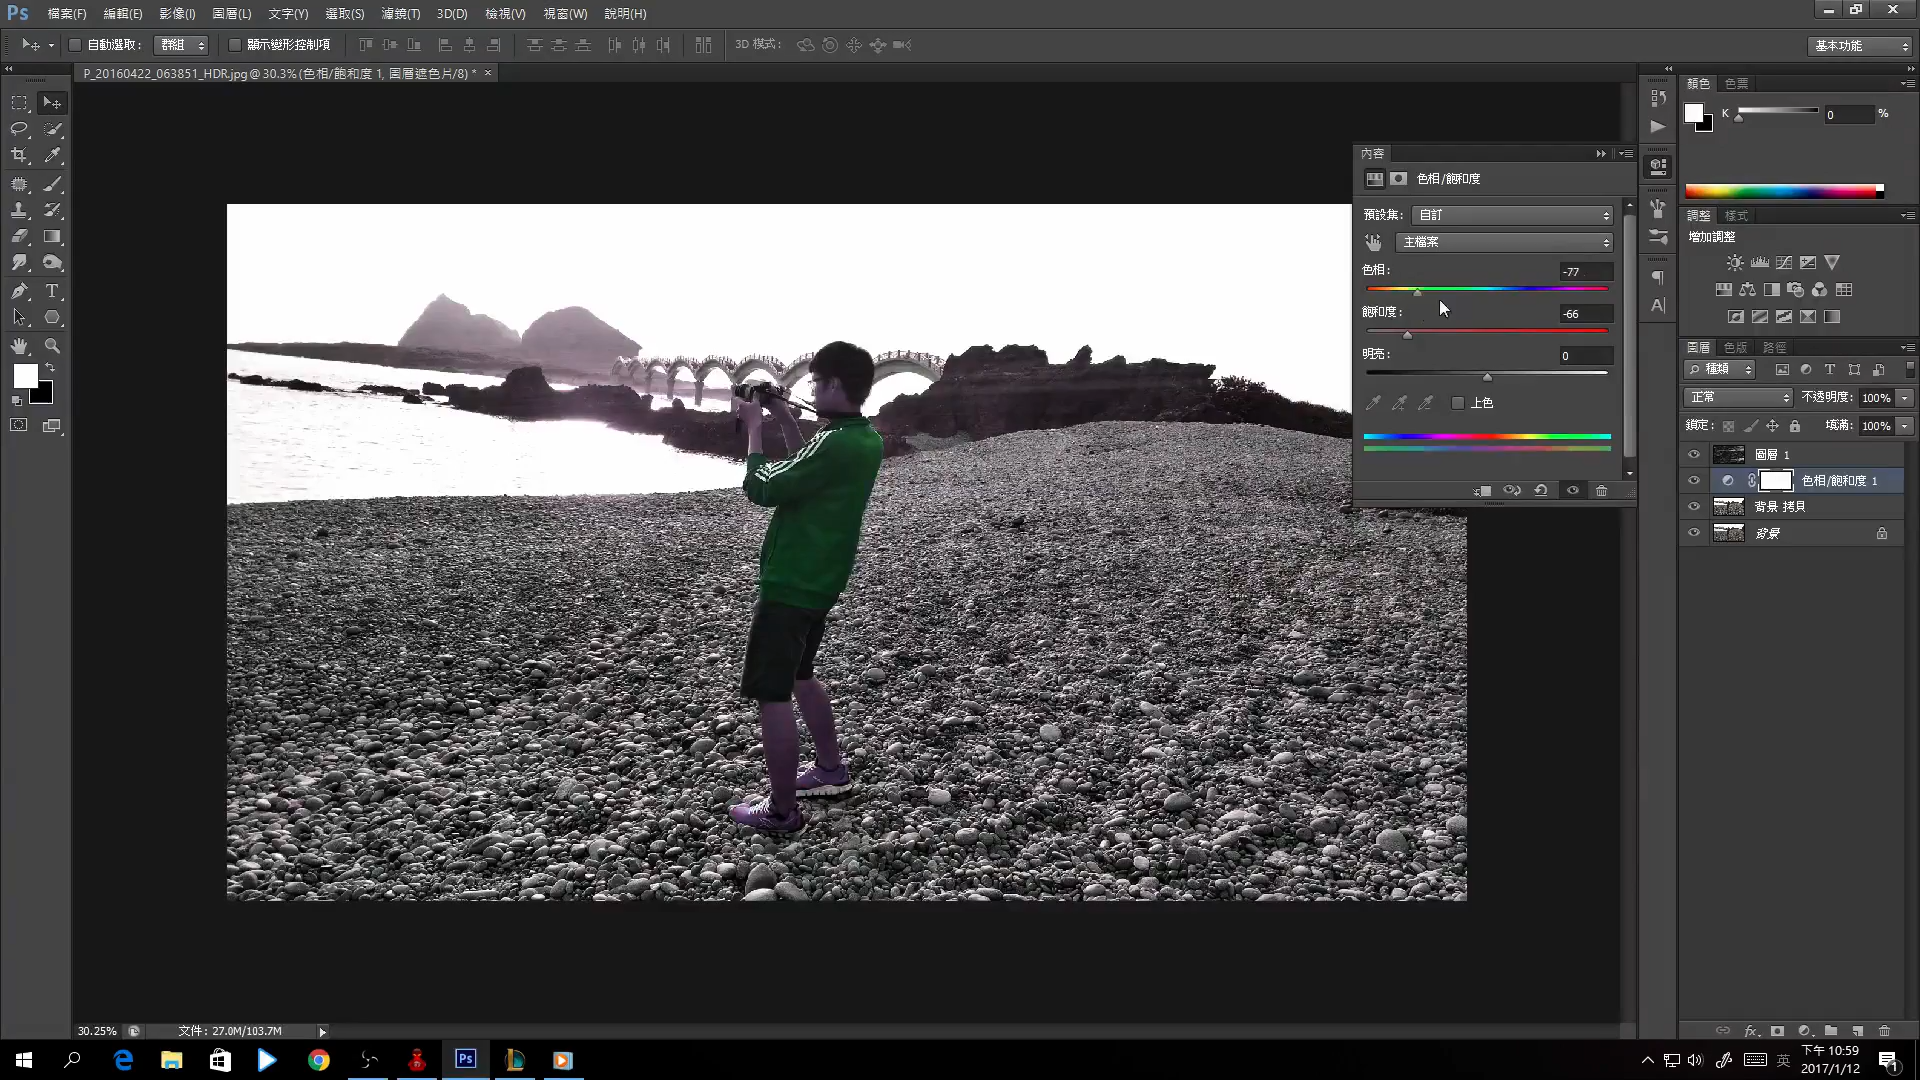 Ps 檔案(F) 編輯(E) 影像(I) 圖層(L) 文字(Y) 選取(S) 濾鏡(T) 3D(D) 檢視(V) 視窗(W) 說明(H)
自動選取: 群組 顯示變形控制項 3D 模式: 基本功能
P_20160422_063851_HDR.jpg @ 30.3% (色相/飽和度 1, 圖層遮色片/8) * ×
顏色 色票
K 0 %
內容
色相/飽和度
預設集: 自訂
主檔案
色相: -77
飽和度: -66
明亮: 0
上色
調整 樣式
增加調整
圖層 色版 路徑
種類
正常 不透明度: 100%
鎖定: 填滿: 100%
圖層 1
色相/飽和度 1
背景 拷貝
背景
30.25% 文件: 27.0M/103.7M
Ps
英
下午 10:59
2017/1/12
1